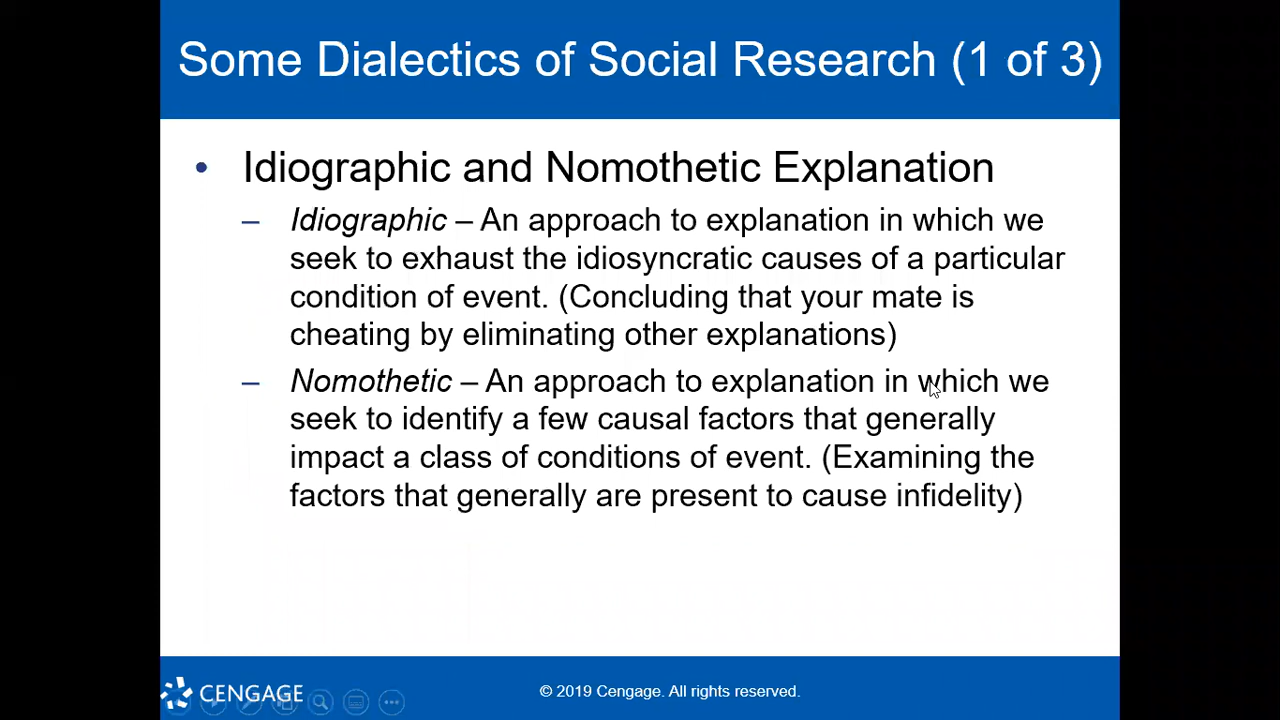 Some Dialectics of Social Research (1 of 3)
• Idiographic and Nomothetic Explanation
– Idiographic – An approach to explanation in which we
seek to exhaust the idiosyncratic causes of a particular
condition of event. (Concluding that your mate is
cheating by eliminating other explanations)
– Nomothetic – An approach to explanation in which we
seek to identify a few causal factors that generally
impact a class of conditions of event. (Examining the
factors that generally are present to cause infidelity)
CENGAGE
© 2019 Cengage. All rights reserved.